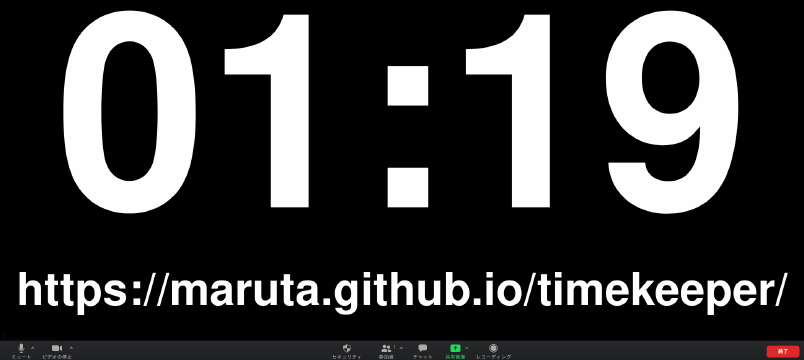 01:19
https://maruta.github.io/timekeeper/
ミュート ビデオの停止 セキュリティ 参加者 1 チャット 共有画面 レコーディング 終了